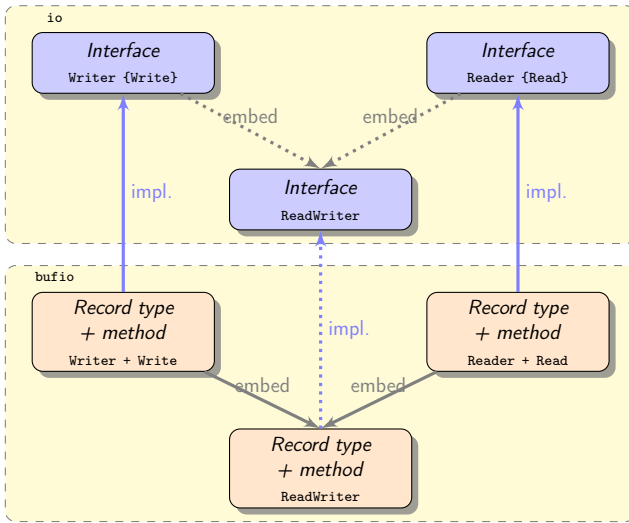 io
Interface
Writer {Write}
Interface
Reader {Read}
embed
embed
Interface
ReadWriter
impl.
impl.
bufio
Record type
+ method
Writer + Write
impl.
Record type
+ method
Reader + Read
embed
embed
Record type
+ method
ReadWriter